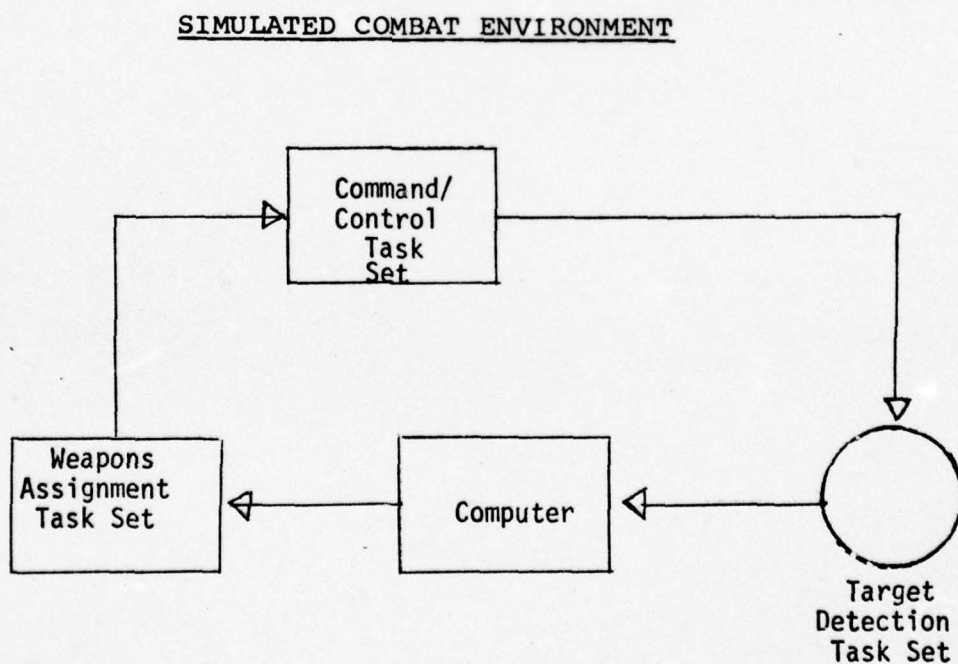 SIMULATED COMBAT ENVIRONMENT
Command/
Control
Task
Set
Weapons
Assignment
Task Set
Computer
Target
Detection
Task Set